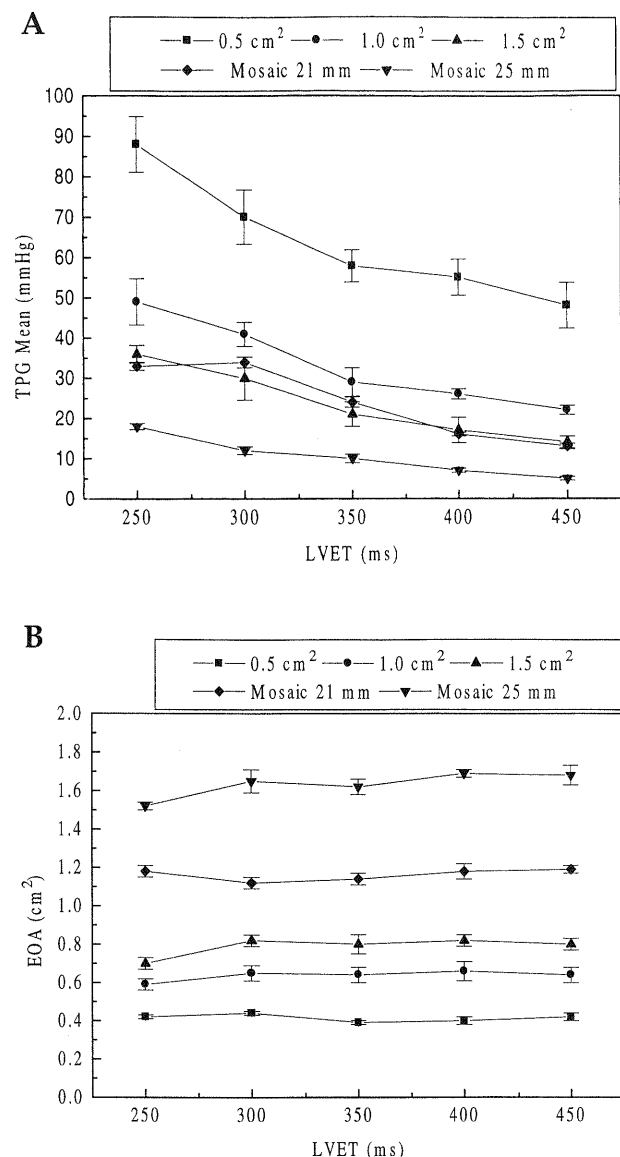 A
0.5 cm² 1.0 cm² 1.5 cm²
Mosaic 21 mm Mosaic 25 mm
100
90
80
70
60
50
40
30
20
10
0
TPG Mean (mmHg)
250 300 350 400 450
LVET (ms)
B
0.5 cm² 1.0 cm² 1.5 cm²
Mosaic 21 mm Mosaic 25 mm
2.0
1.8
1.6
1.4
1.2
1.0
0.8
0.6
0.4
0.2
0.0
EOA (cm²)
250 300 350 400 450
LVET (ms)